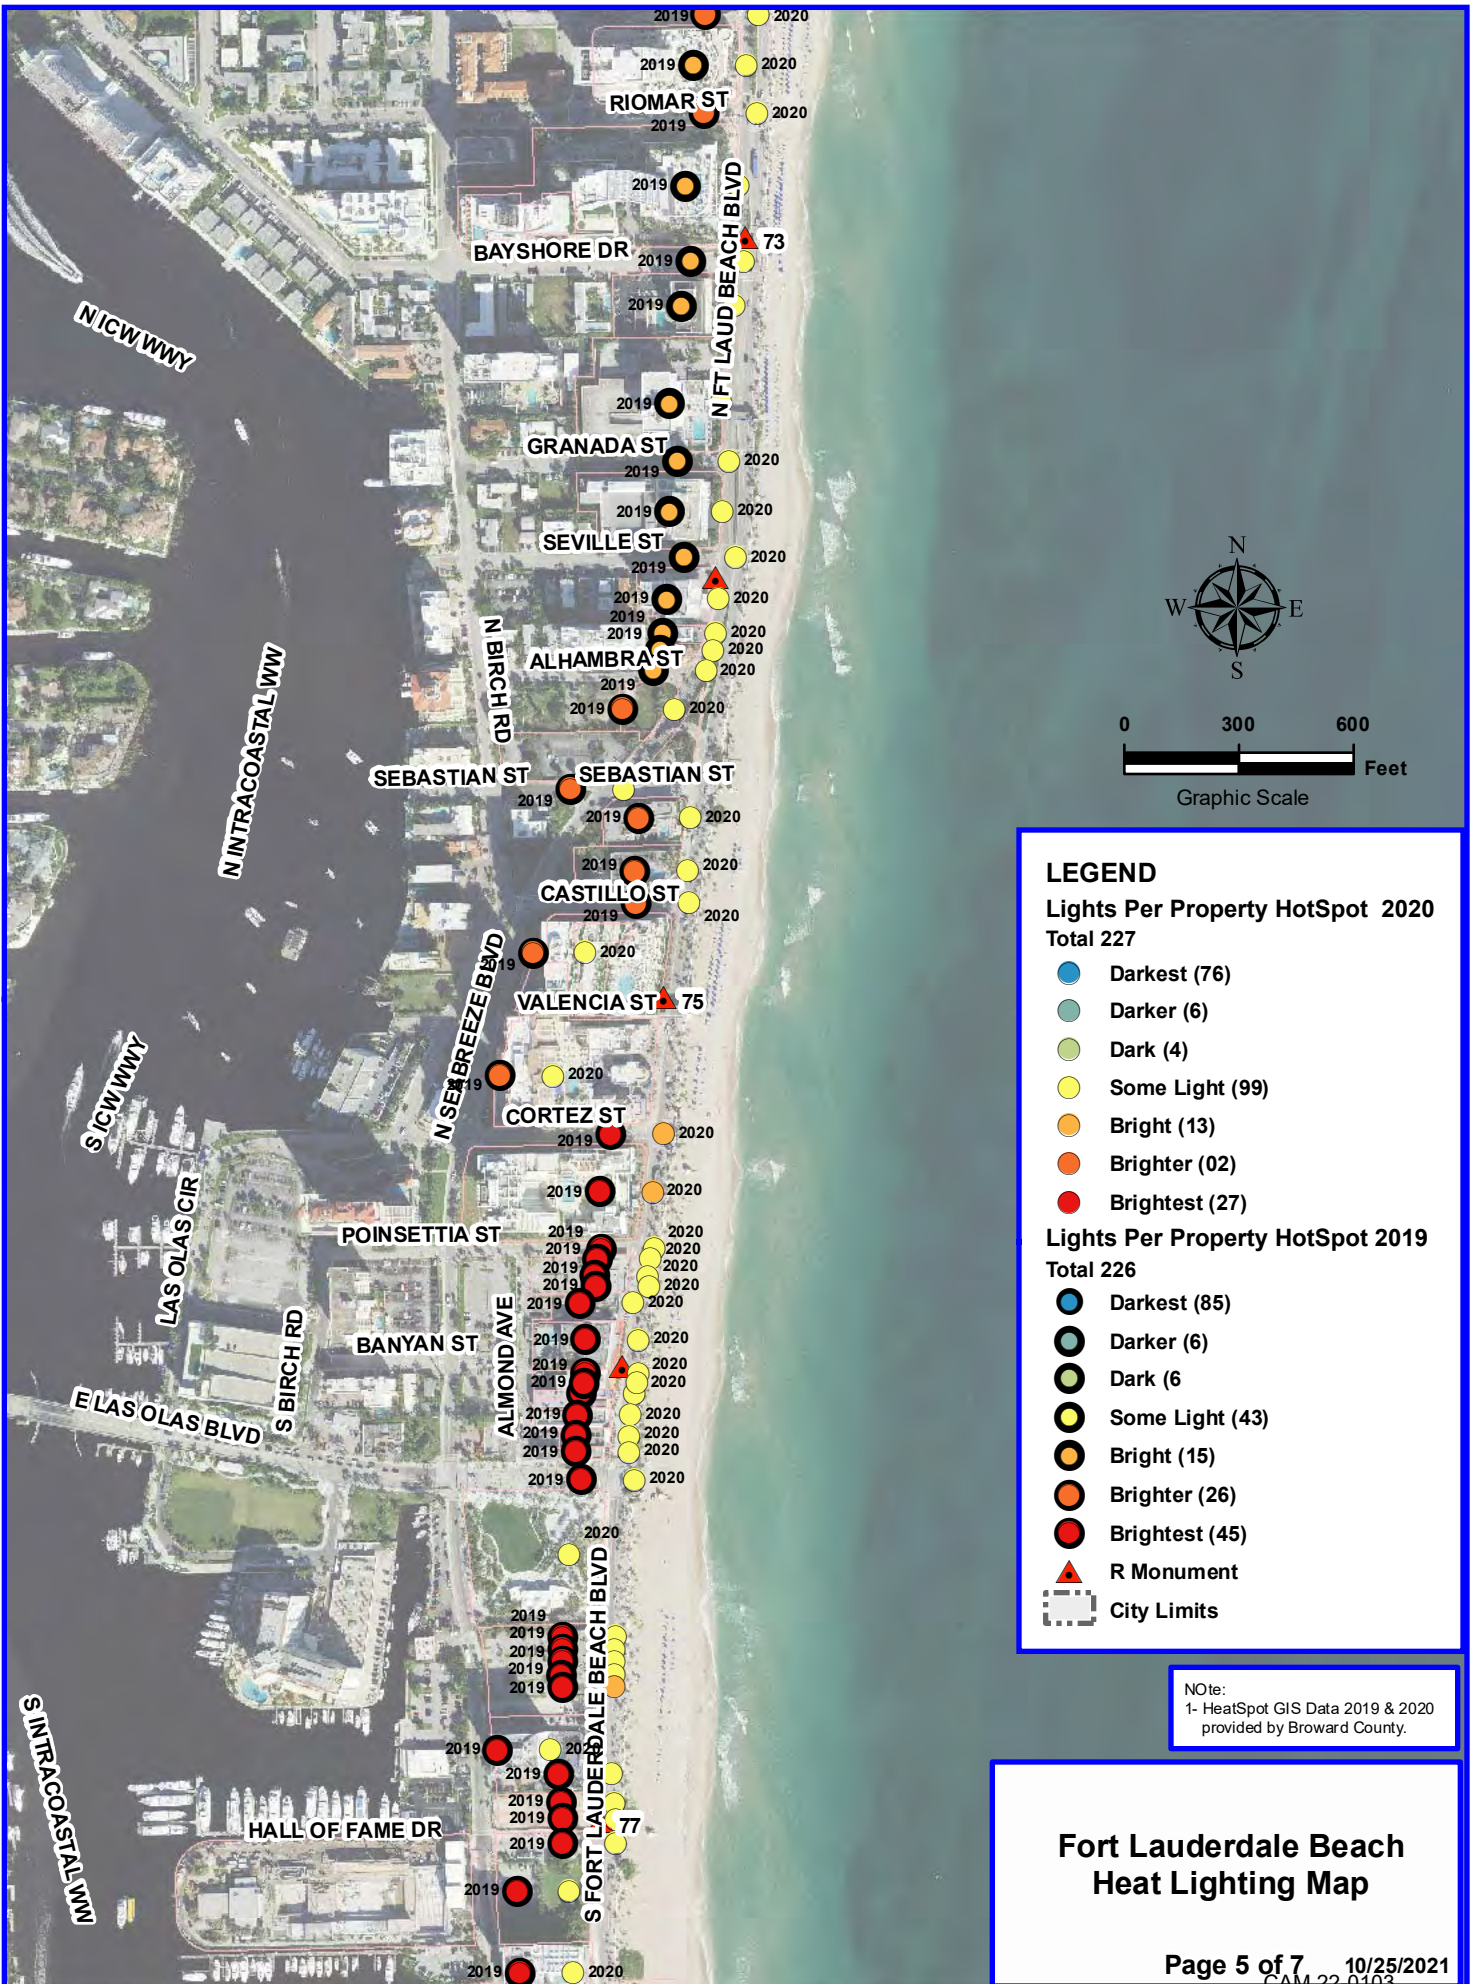 2019 2020
2019 2020
RIOMAR ST
2019 2020
2019
N FT LAUD BEACH BLVD
73
BAYSHORE DR
2019
2019
N ICW WWY
2019
GRANADA ST
2019 2020
2019 2020
SEVILLE ST
2019 2020
2019 2020
2019
2019 2020
2020
ALHAMBRA ST
2020
2019
2019 2020
N BIRCH RD
N INTRACOASTAL WW
SEBASTIAN ST
SEBASTIAN ST
2019
2019 2020
2019 2020
CASTILLO ST
2019 2020
2019 2020
N SEABREEZE BLVD
VALENCIA ST
75
2019 2020
S ICW WWY
CORTEZ ST
2019 2020
2019 2020
LAS OLAS CIR
POINSETTIA ST
2019 2020
2019 2020
2019 2020
2019 2020
2019 2020
ALMOND AVE
2019 2020
BANYAN ST
S BIRCH RD
2019 2020
2019 2020
E LAS OLAS BLVD
2019 2020
2019 2020
2019 2020
2019 2020
2020
S FORT LAUDERDALE BEACH BLVD
2019
2019
2019
2019
2019
S INTRACOASTAL WW
2019 2020
2019
2019
2019
77
HALL OF FAME DR
2019
2019
2019 2020
N
W E
S
0 300 600
Feet
Graphic Scale
LEGEND
Lights Per Property HotSpot 2020
Total 227
Darkest (76)
Darker (6)
Dark (4)
Some Light (99)
Bright (13)
Brighter (02)
Brightest (27)
Lights Per Property HotSpot 2019
Total 226
Darkest (85)
Darker (6)
Dark (6
Some Light (43)
Bright (15)
Brighter (26)
Brightest (45)
R Monument
City Limits
NOte:
1- HeatSpot GIS Data 2019 & 2020
provided by Broward County.
Fort Lauderdale Beach
Heat Lighting Map
Page 5 of 7 10/25/2021
CAM 22-0103